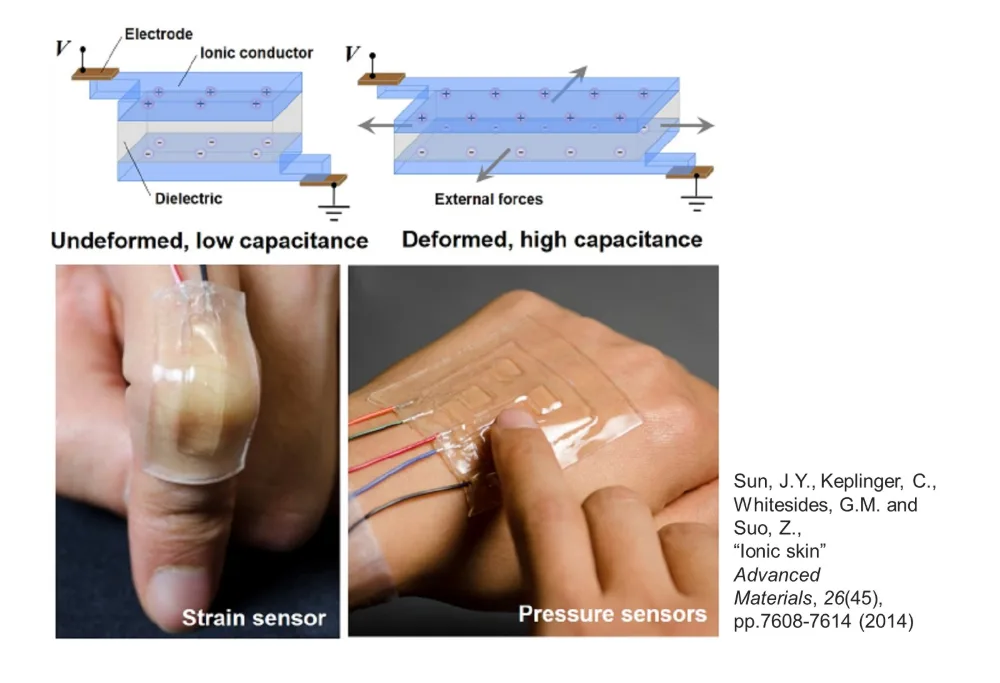 Electrode
V
Ionic conductor
Dielectric
Undeformed, low capacitance
V
External forces
Deformed, high capacitance
Strain sensor
Pressure sensors
Sun, J.Y., Keplinger, C.,
Whitesides, G.M. and
Suo, Z.,
“Ionic skin”
Advanced
Materials, 26(45),
pp.7608-7614 (2014)